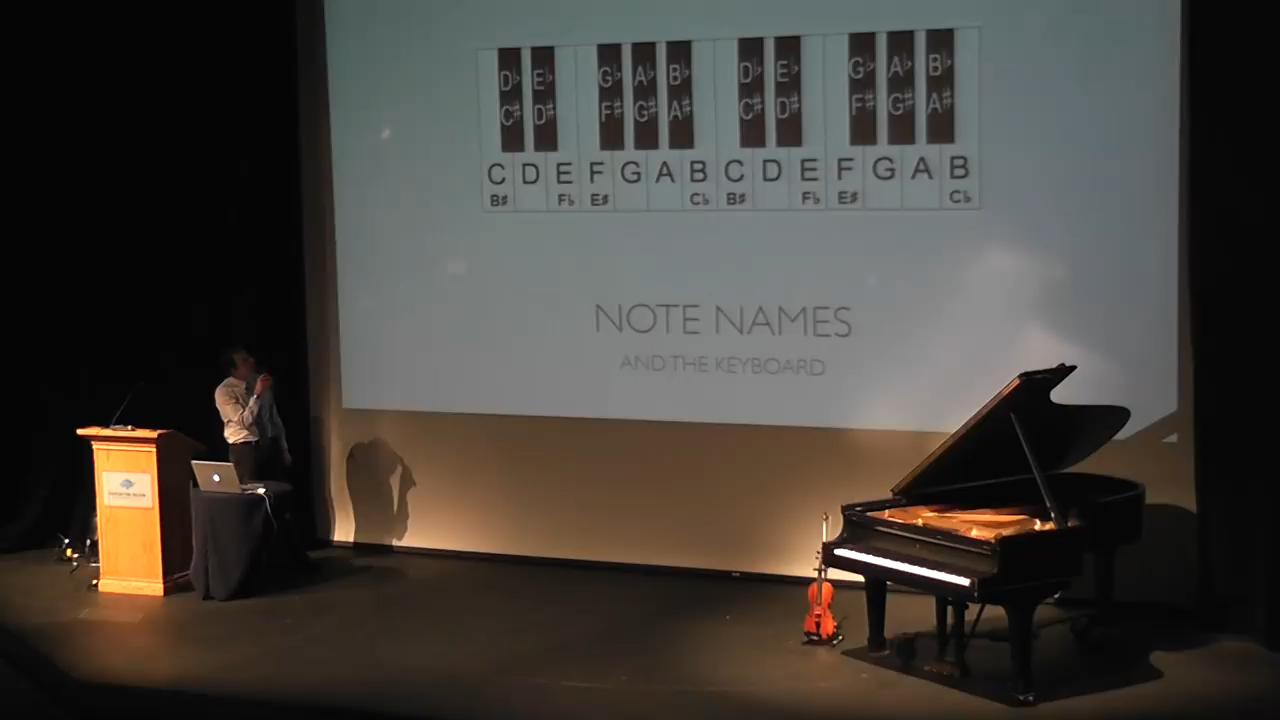 D♭ E♭ G♭ A♭ B♭ D♭ E♭ G♭ A♭ B♭
C♯ D♯ F♯ G♯ A♯ C♯ D♯ F♯ G♯ A♯
C D E F G A B C D E F G A B
B♯ F♭ E♯ C♭ B♯ F♭ E♯ C♭
NOTE NAMES
AND THE KEYBOARD